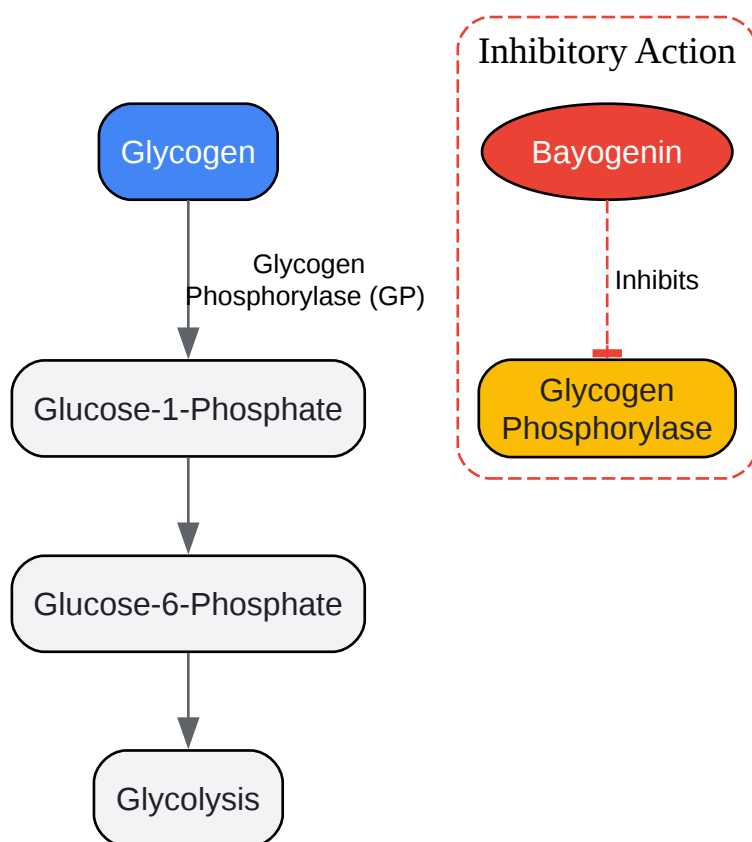 Inhibitory Action
Glycogen
Bayogenin
Glycogen
Phosphorylase (GP)
Inhibits
Glucose-1-Phosphate
Glycogen
Phosphorylase
Glucose-6-Phosphate
Glycolysis